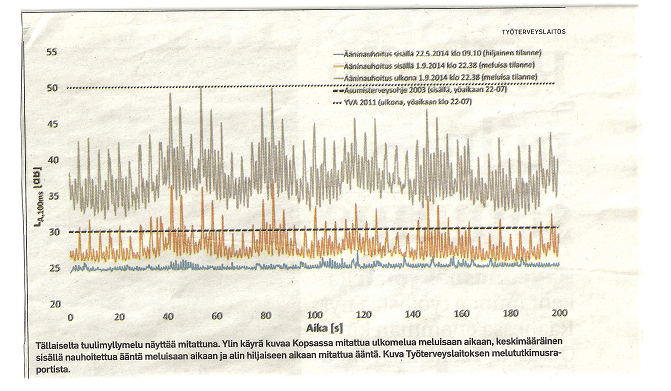 TYÖTERVEYSLAITOS
Ääninauhoitus sisällä 22.5.2014 klo 09.10 (hiljainen tilanne)
Ääninauhoitus sisällä 1.9.2014 klo 22.38 (meluisa tilanne)
Ääninauhoitus ulkona 1.9.2014 klo 22.38 (meluisa tilanne)
Asumisterveysohje 2003 (sisällä, yöaikaan 22-07)
YVA 2011 (ulkona, yöaikaan klo 22-07)
55
50
45
40
35
30
25
20
LA,100ms [dB]
0 20 40 60 80 100 120 140 160 180 200
Aika [s]
Tällaiselta tuulimyllymelu näyttää mitattuna. Ylin käyrä kuvaa Kopsassa mitattua ulkomelua meluisaan aikaan, keskimmääräinen
sisällä nauhoitettua ääntä meluisaan aikaan ja alin hiljaiseen aikaan mitattua ääntä. Kuva Työterveyslaitoksen melututkimusra-
portista.